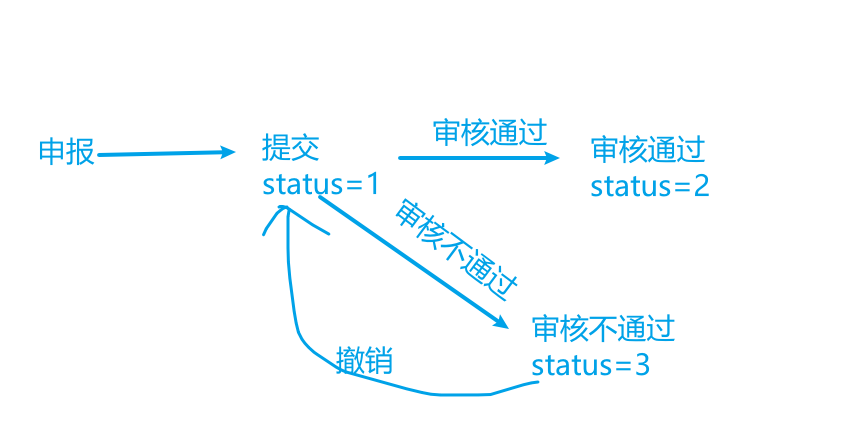 申报
提交
status=1
审核通过
审核通过
status=2
审核不通过
审核不通过
status=3
撤销